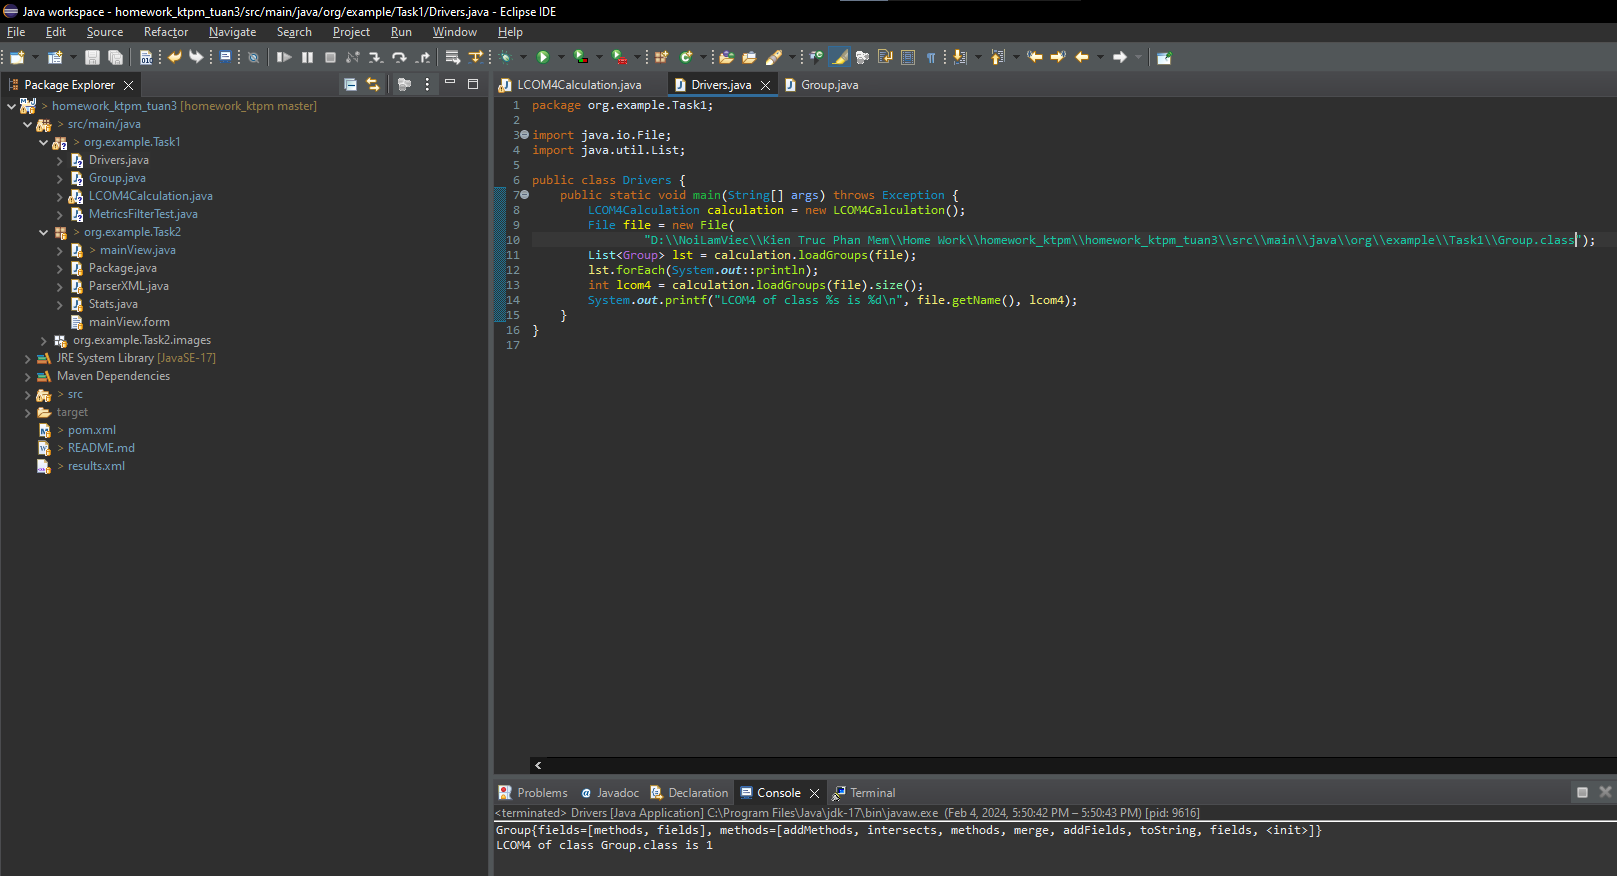 Java workspace - homework_ktpm_tuan3/src/main/java/org/example/Task1/Drivers.java - Eclipse IDE
File Edit Source Refactor Navigate Search Project Run Window Help
Package Explorer
homework_ktpm_tuan3 [homework_ktpm master]
src/main/java
org.example.Task1
Drivers.java
Group.java
LCOM4Calculation.java
MetricsFilterTest.java
org.example.Task2
mainView.java
Package.java
ParserXML.java
Stats.java
mainView.form
org.example.Task2.images
JRE System Library [JavaSE-17]
Maven Dependencies
src
target
pom.xml
README.md
results.xml
LCOM4Calculation.java Drivers.java Group.java
1 package org.example.Task1;
2
3 import java.io.File;
4 import java.util.List;
5
6 public class Drivers {
7 public static void main(String[] args) throws Exception {
8 LCOM4Calculation calculation = new LCOM4Calculation();
9 File file = new File(
10 "D:\\NoiLamViec\\Kien Truc Phan Mem\\Home Work\\homework_ktpm\\homework_ktpm_tuan3\\src\\main\\java\\org\\example\\Task1\\Group.class");
11 List<Group> lst = calculation.loadGroups(file);
12 lst.forEach(System.out::println);
13 int lcom4 = calculation.loadGroups(file).size();
14 System.out.printf("LCOM4 of class %s is %d\n", file.getName(), lcom4);
15 }
16 }
17
Problems Javadoc Declaration Console Terminal
<terminated> Drivers [Java Application] C:\Program Files\Java\jdk-17\bin\javaw.exe (Feb 4, 2024, 5:50:42 PM – 5:50:43 PM) [pid: 9616]
Group{fields=[methods, fields], methods=[addMethods, intersects, methods, merge, addFields, toString, fields, <init>]}
LCOM4 of class Group.class is 1